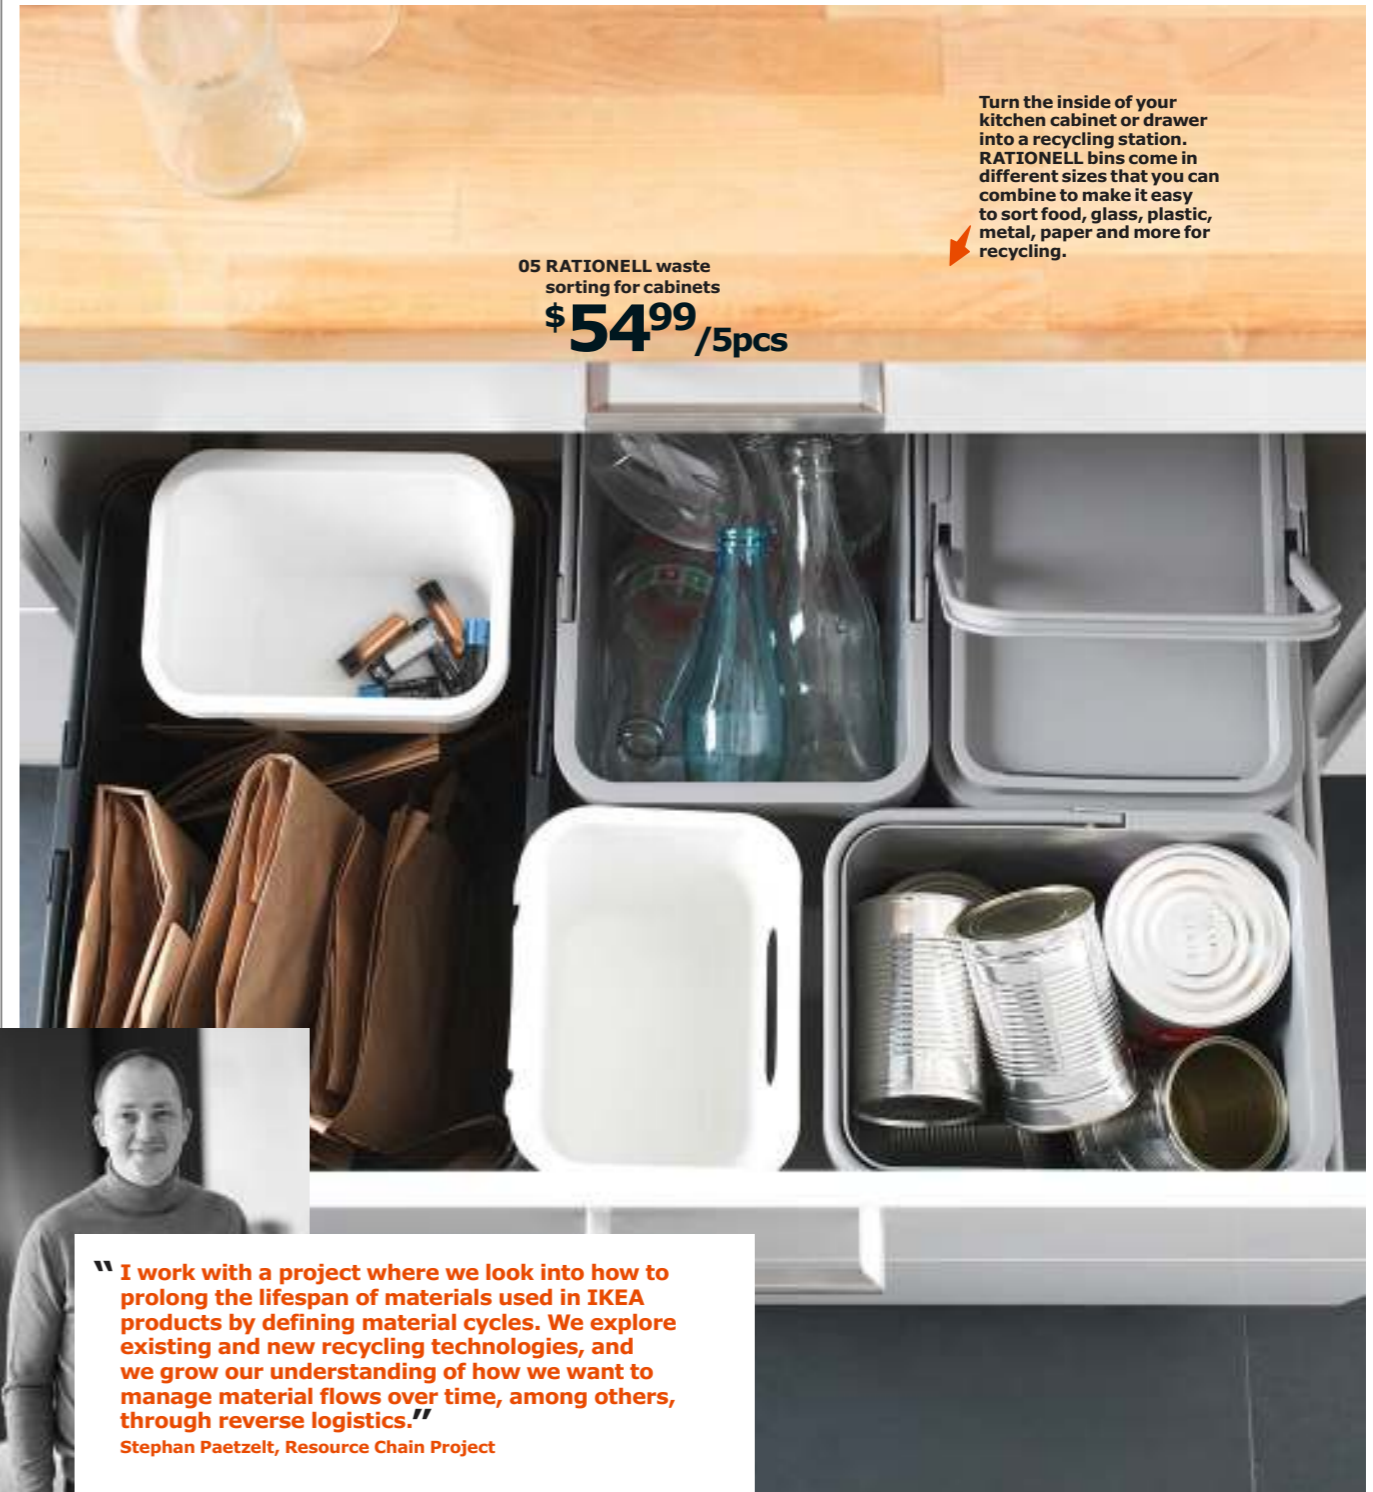 Turn the inside of your
kitchen cabinet or drawer
into a recycling station.
RATIONELL bins come in
different sizes that you can
combine to make it easy
to sort food, glass, plastic,
metal, paper and more for
recycling.
05 RATIONELL waste
sorting for cabinets
$5499/5pcs
“ I work with a project where we look into how to
prolong the lifespan of materials used in IKEA
products by defining material cycles. We explore
existing and new recycling technologies, and
we grow our understanding of how we want to
manage material flows over time, among others,
through reverse logistics.”
Stephan Paetzelt, Resource Chain Project